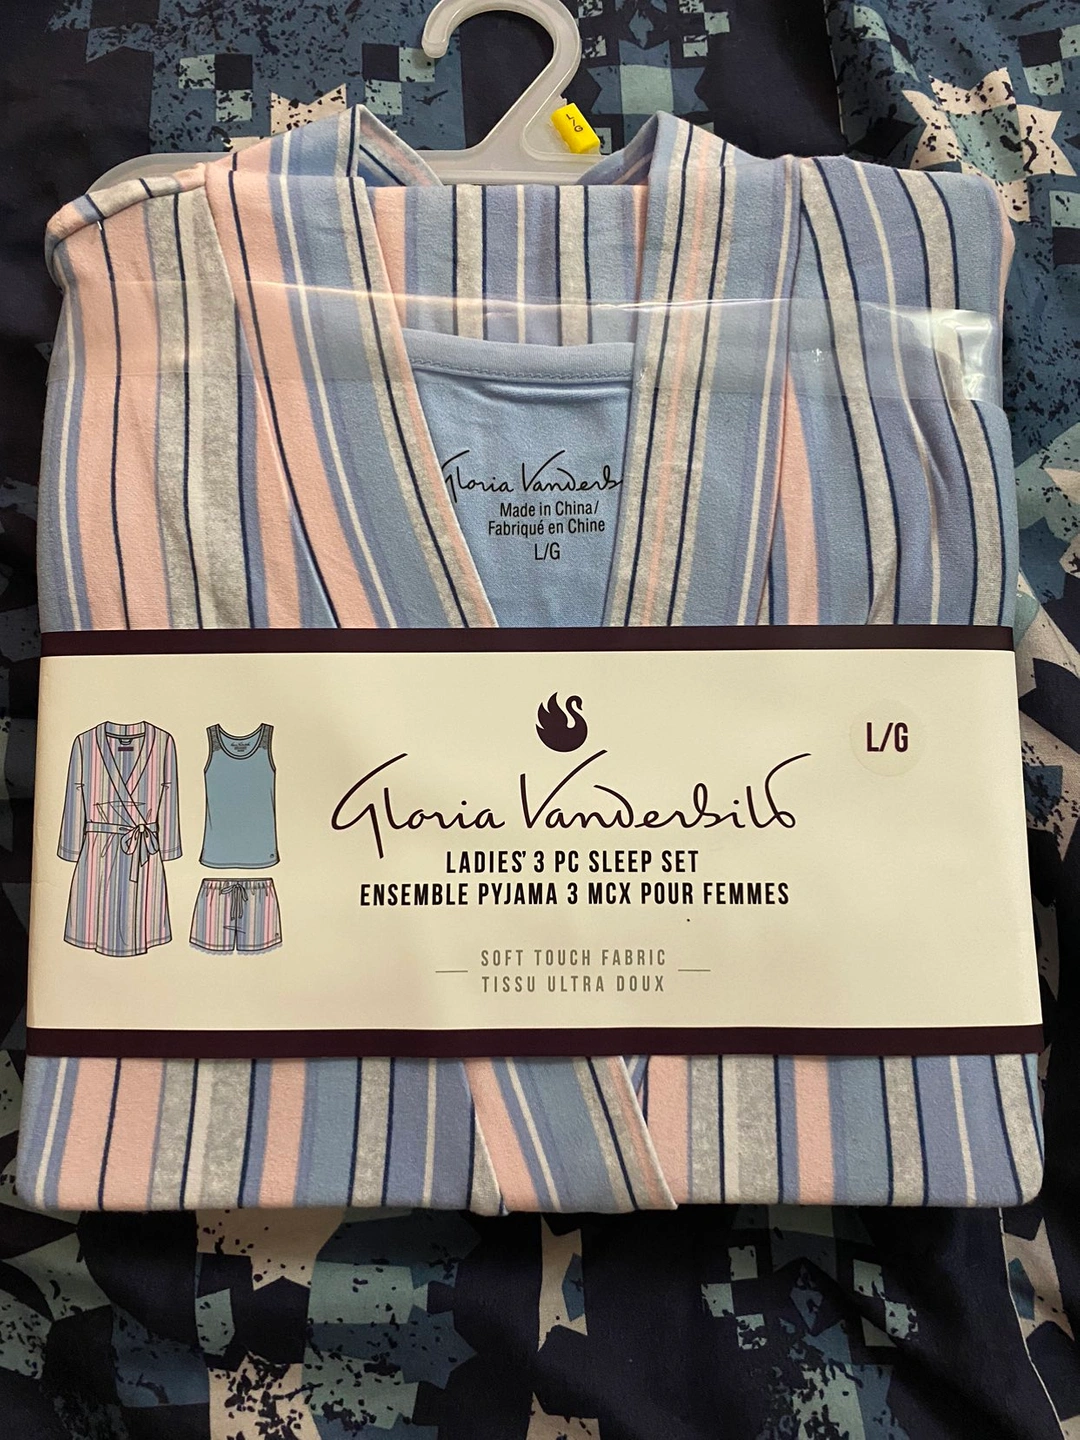 L/G
Gloria Vanderb
Made in China/
Fabriqué en Chine
L/G
L/G
Gloria Vanderbilt
LADIES' 3 PC SLEEP SET
ENSEMBLE PYJAMA 3 MCX POUR FEMMES
SOFT TOUCH FABRIC
TISSU ULTRA DOUX